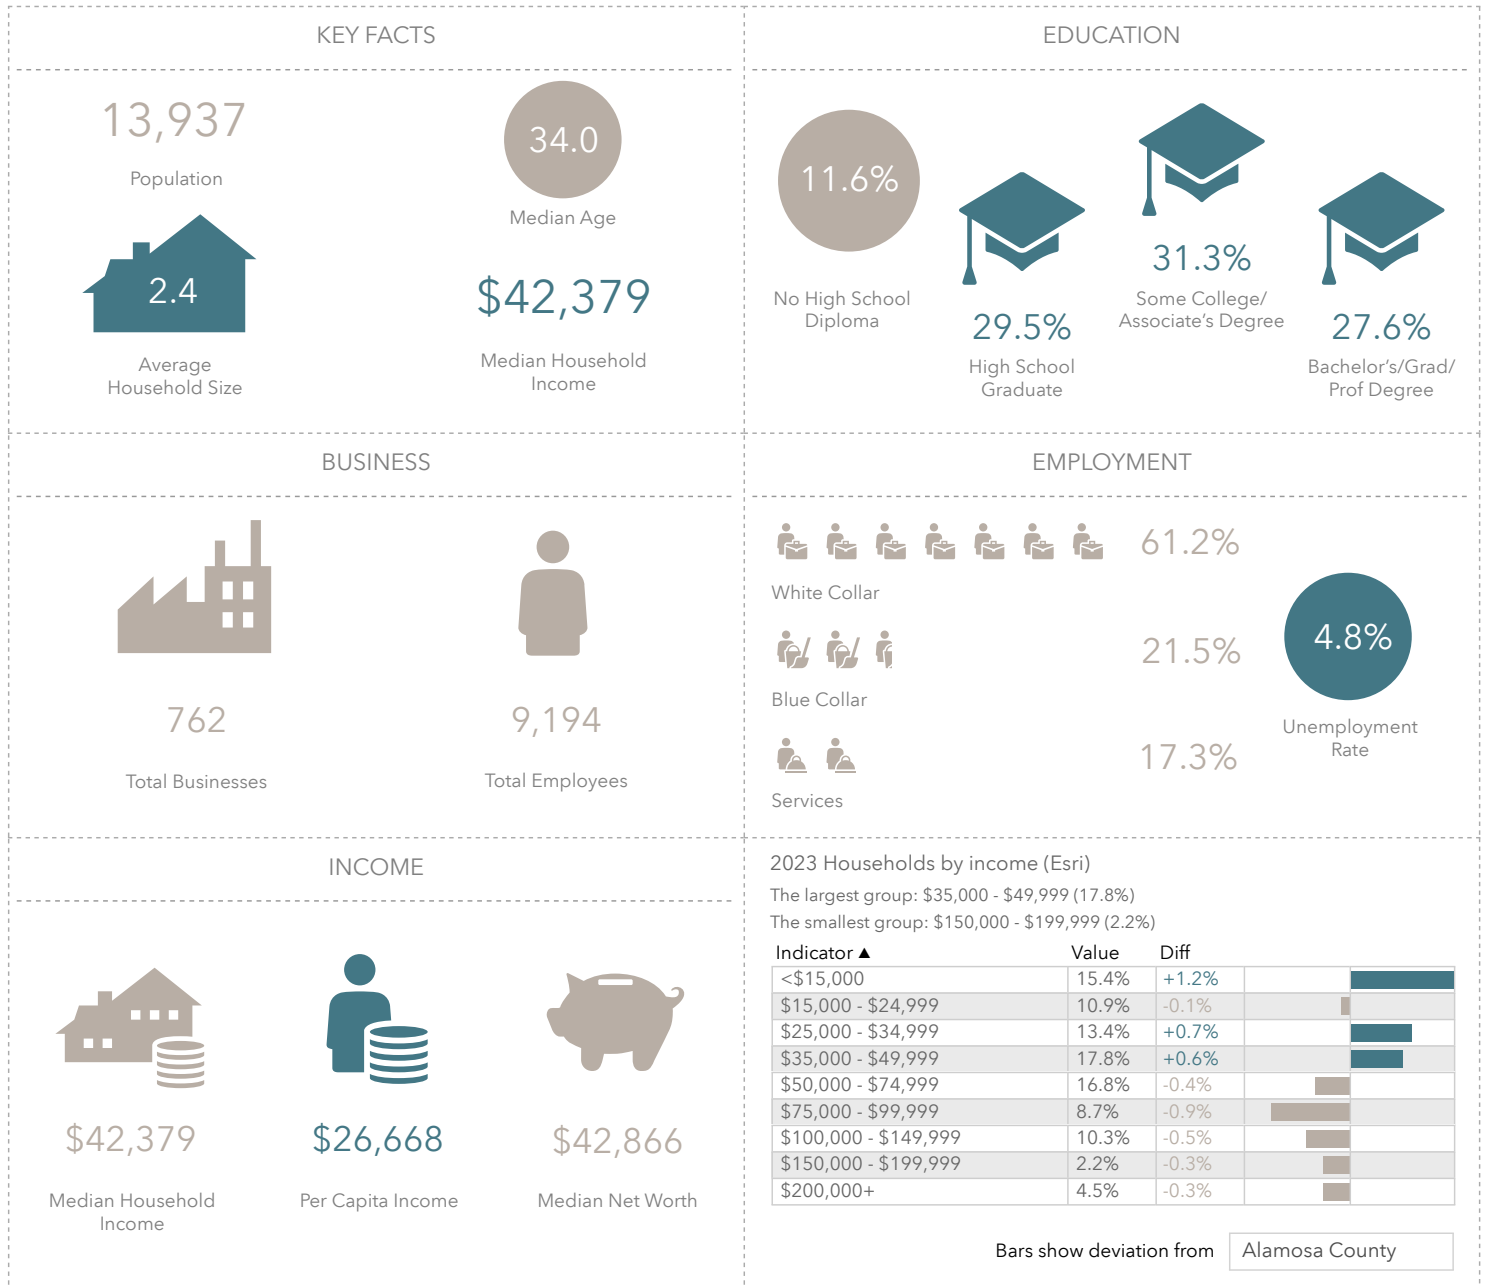 KEY FACTS
13,937
Population
34.0
Median Age
2.4
Average
Household Size
$42,379
Median Household
Income
EDUCATION
11.6%
No High School
Diploma
29.5%
High School
Graduate
31.3%
Some College/
Associate's Degree
27.6%
Bachelor's/Grad/
Prof Degree
BUSINESS
762
Total Businesses
9,194
Total Employees
EMPLOYMENT
61.2%
White Collar
21.5%
Blue Collar
17.3%
Services
4.8%
Unemployment
Rate
INCOME
$42,379
Median Household
Income
$26,668
Per Capita Income
$42,866
Median Net Worth
2023 Households by income (Esri)
The largest group: $35,000 - $49,999 (17.8%)
The smallest group: $150,000 - $199,999 (2.2%)
Indicator ▲ Value Diff
<$15,000 15.4% +1.2%
$15,000 - $24,999 10.9% -0.1%
$25,000 - $34,999 13.4% +0.7%
$35,000 - $49,999 17.8% +0.6%
$50,000 - $74,999 16.8% -0.4%
$75,000 - $99,999 8.7% -0.9%
$100,000 - $149,999 10.3% -0.5%
$150,000 - $199,999 2.2% -0.3%
$200,000+ 4.5% -0.3%
Bars show deviation from Alamosa County